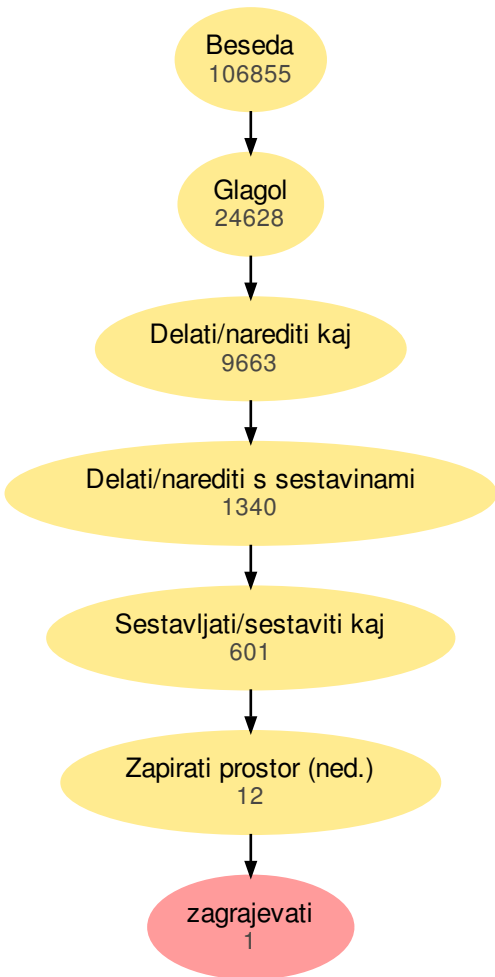 Beseda
106855
Glagol
24628
Delati/narediti kaj
9663
Delati/narediti s sestavinami
1340
Sestavljati/sestaviti kaj
601
Zapirati prostor (ned.)
12
zagrajevati
1